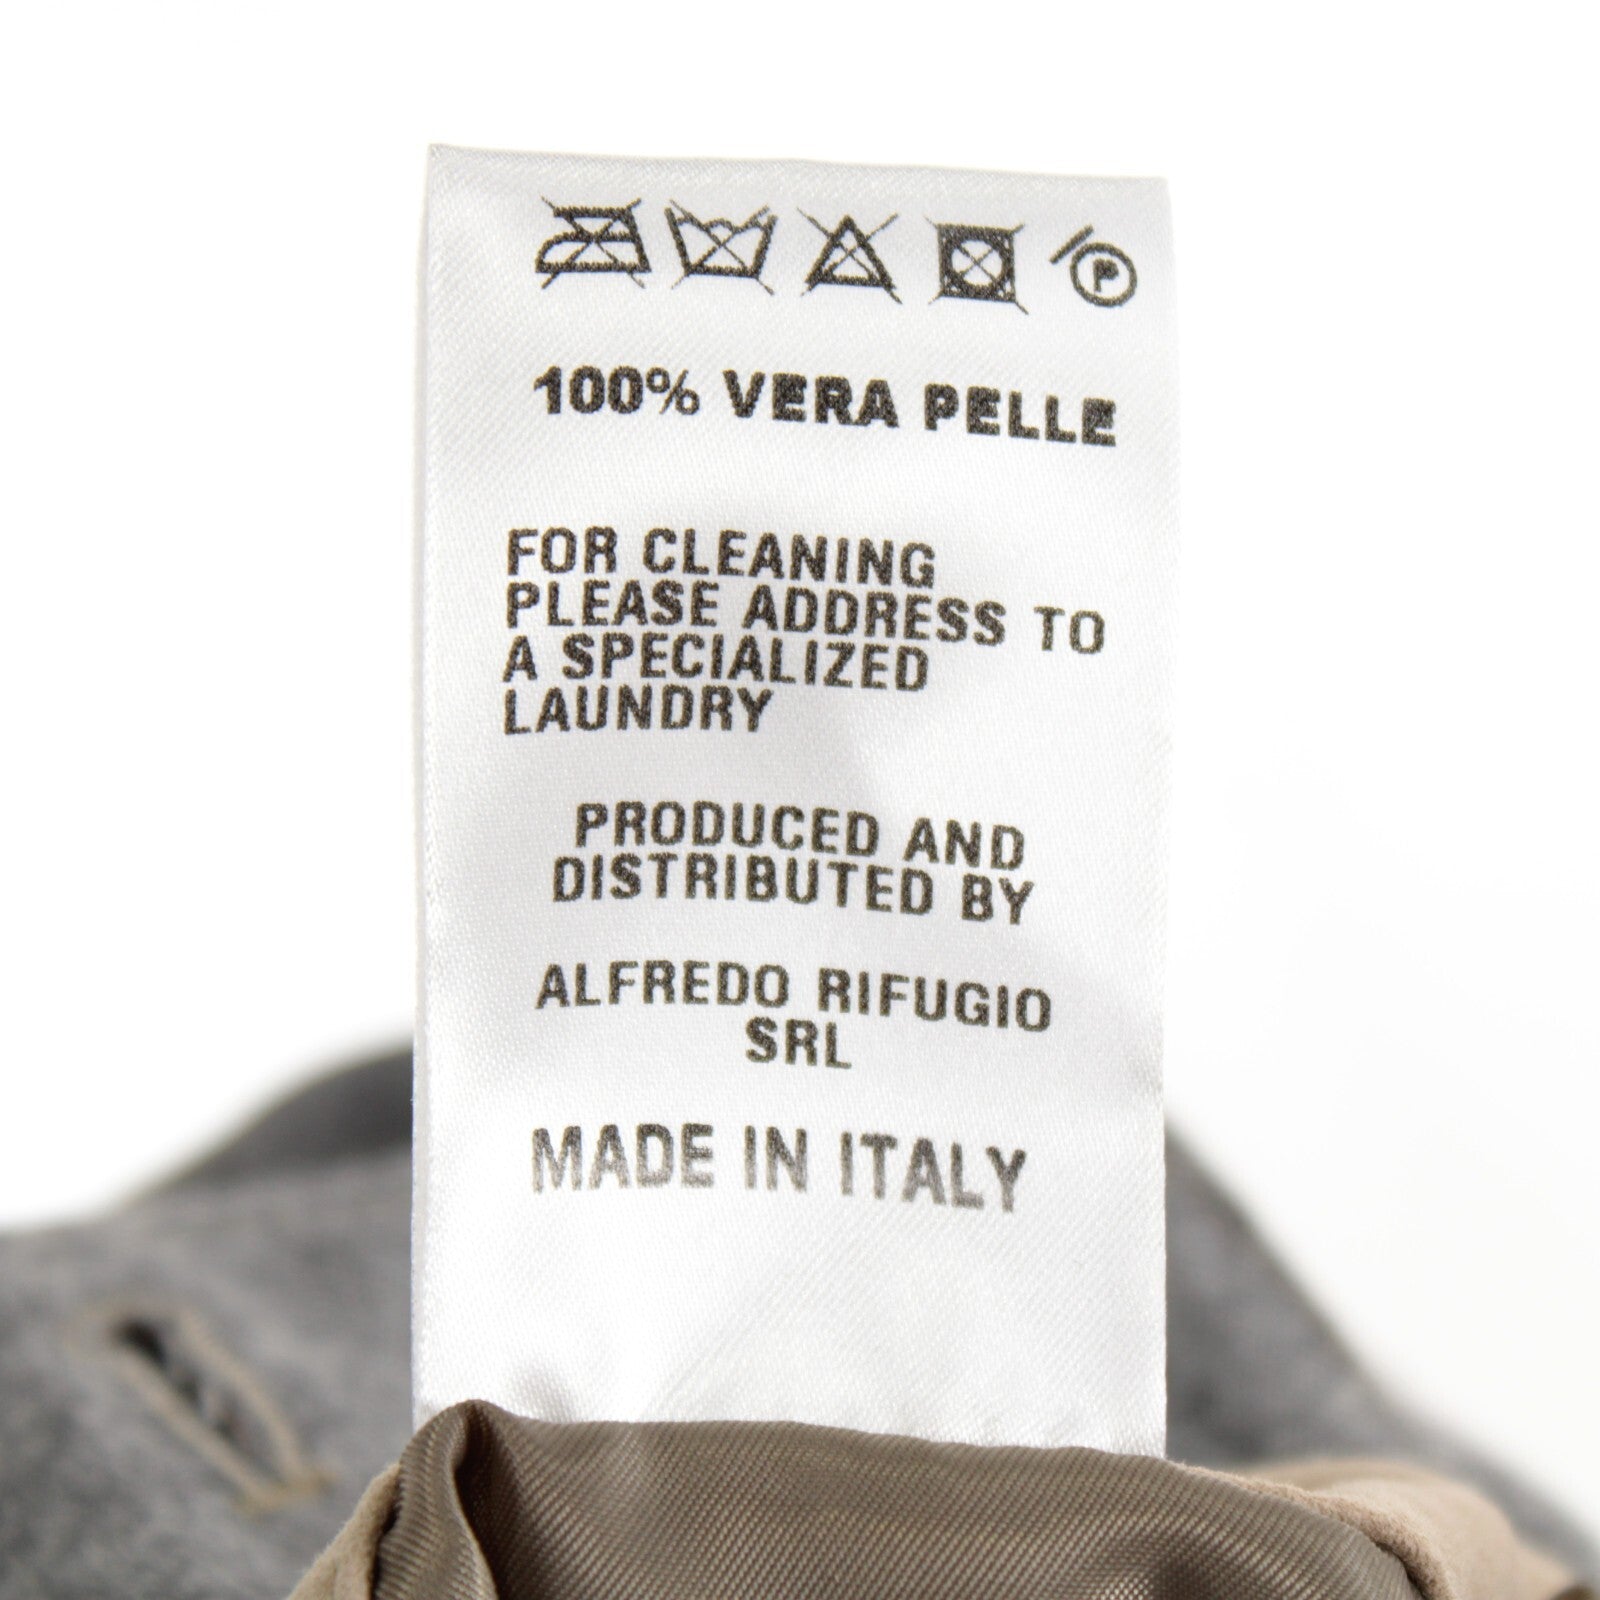 P
100% VERA PELLE
FOR CLEANING
PLEASE ADDRESS TO
A SPECIALIZED
LAUNDRY
PRODUCED AND
DISTRIBUTED BY
ALFREDO RIFUGIO
SRL
MADE IN ITALY